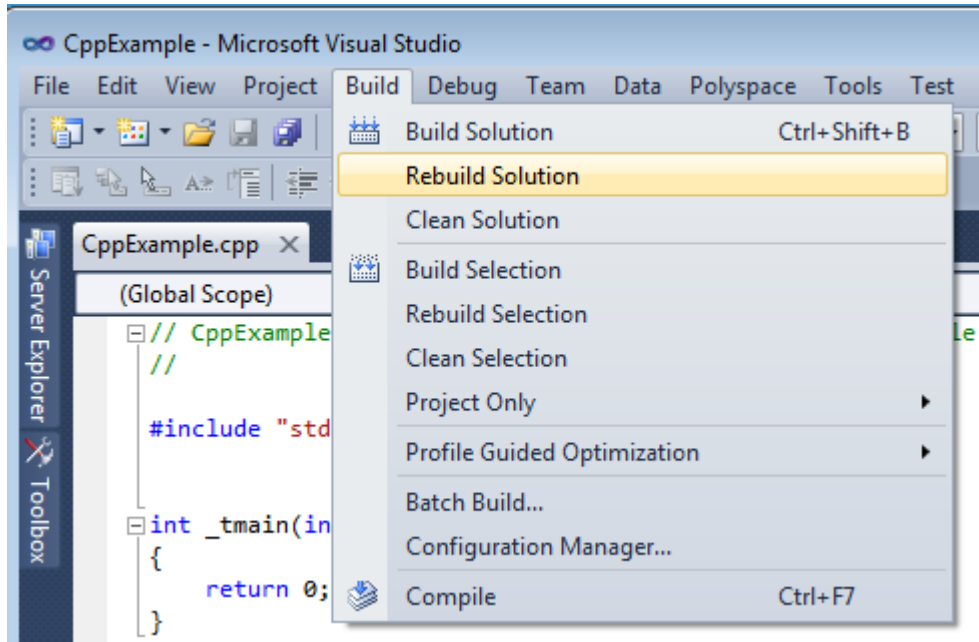 CppExample - Microsoft Visual Studio
File Edit View Project Build Debug Team Data Polyspace Tools Test
Build Solution Ctrl+Shift+B
Rebuild Solution
Clean Solution
Build Selection
Rebuild Selection
Clean Selection
Project Only
Profile Guided Optimization
Batch Build...
Configuration Manager...
Compile Ctrl+F7
Server Explorer
Toolbox
CppExample.cpp
(Global Scope)
// CppExample
//
#include "std
int _tmain(in
{
return 0;
}